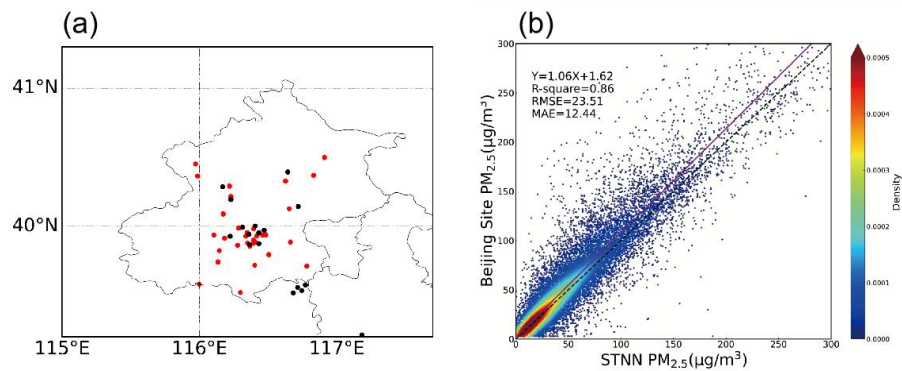 (a)
41°N
40°N
115°E
116°E
117°E
(b)
Y=1.06X+1.62
R-square=0.86
RMSE=23.51
MAE=12.44
Beijing Site PM2.5(μg/m³)
300
250
200
150
100
50
0
0 50 100 150 200 250 300
STNN PM2.5(μg/m³)
0.0005
0.0004
0.0003
0.0002
0.0001
0.0000
Density